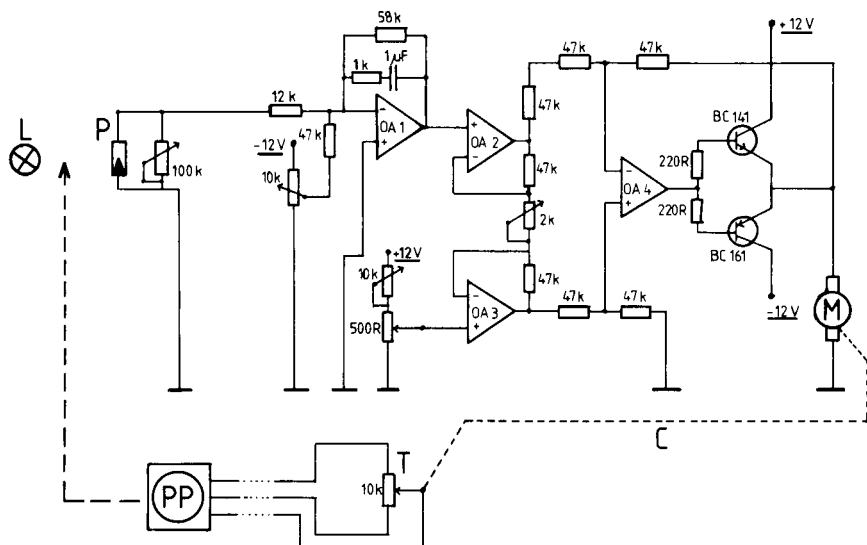 58k
+12V
1k
1µF
47k
47k
12k
L
P
-12V
47k
OA 1
47k
OA 2
BC 141
10k
100k
47k
220R
OA 4
220R
2k
+12V
10k
47k
BC 161
47k
47k
500R
OA 3
-12V
M
C
T
PP
10k